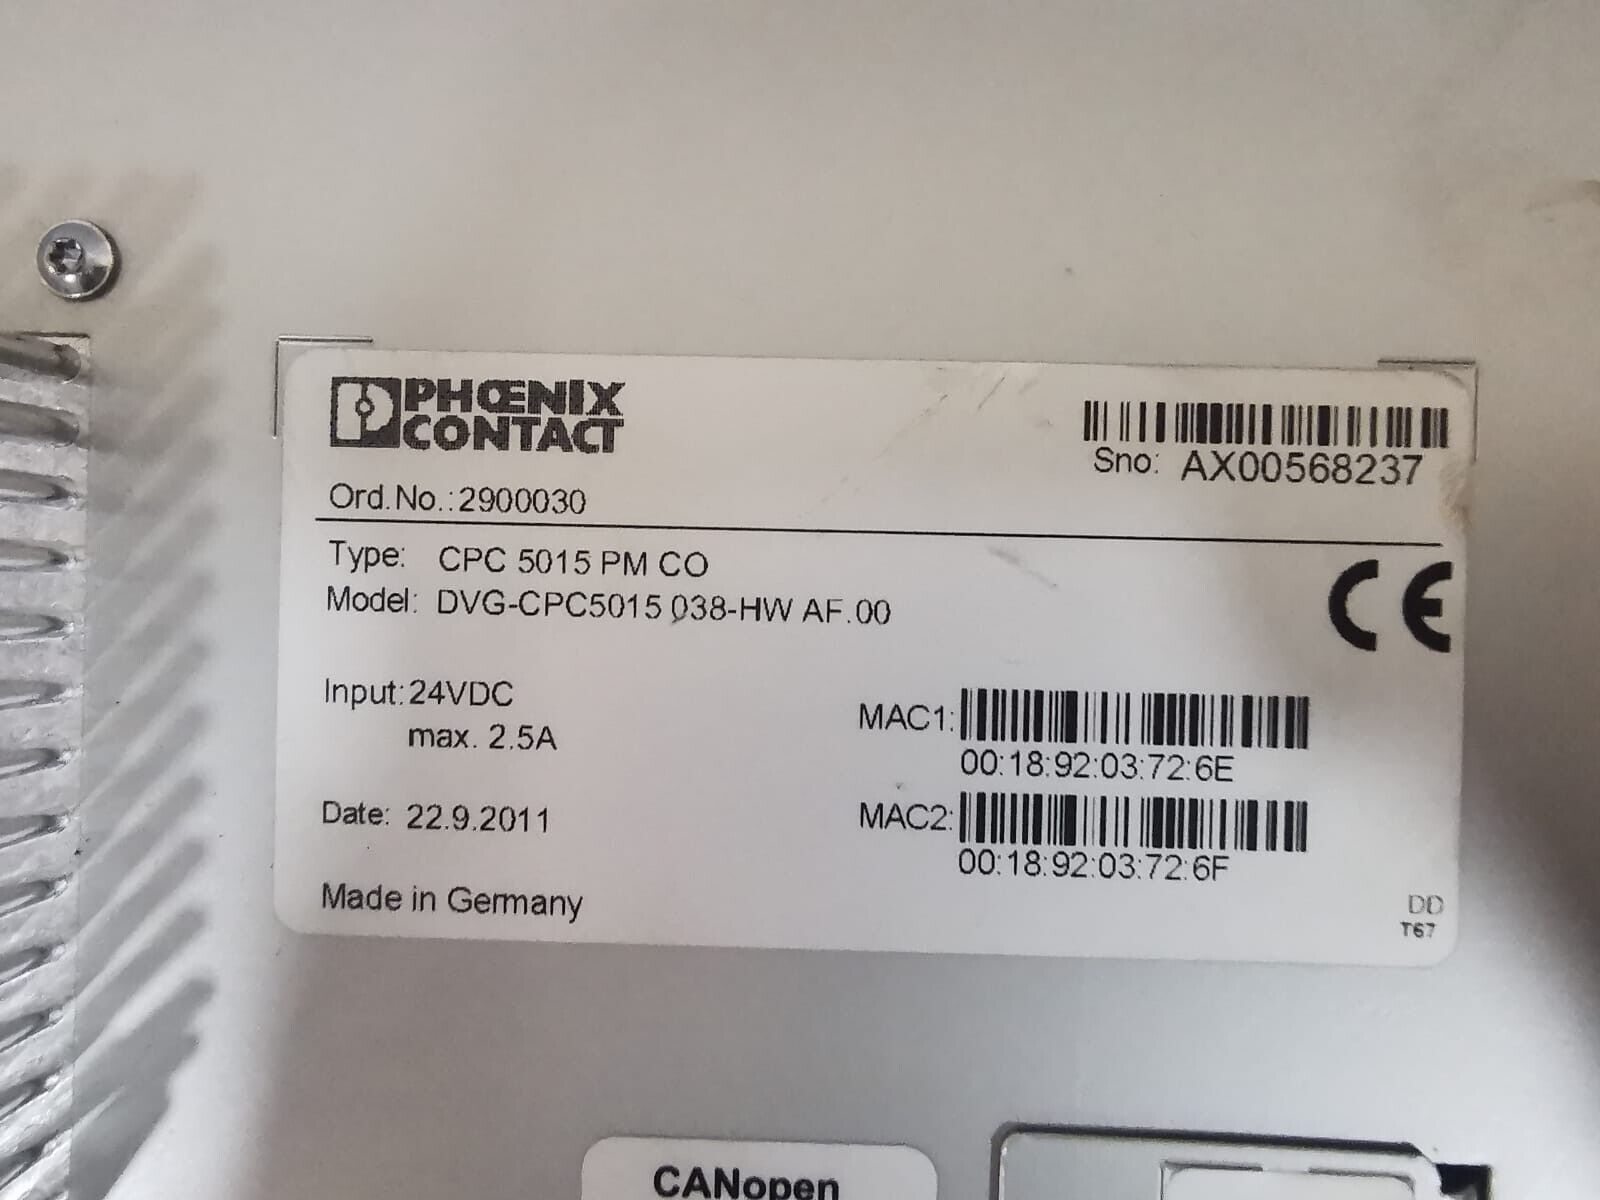 PHŒNIX
CONTACT
Ord.No.:2900030
Sno: AX00568237
Type: CPC 5015 PM CO
Model: DVG-CPC5015 038-HW AF.00
CE
Input: 24VDC
max. 2.5A
MAC1:
00:18:92:03:72:6E
Date: 22.9.2011
MAC2:
00:18:92:03:72:6F
Made in Germany
DD
T67
CANopen